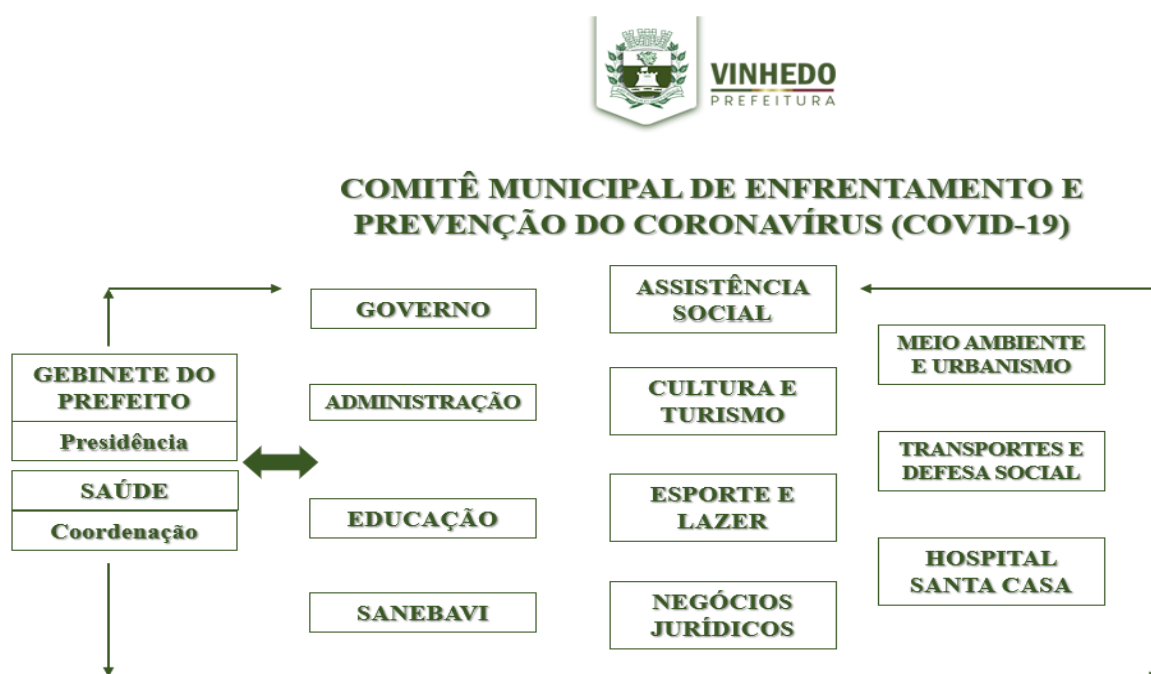 VINHEDO
PREFEITURA
COMITÊ MUNICIPAL DE ENFRENTAMENTO E
PREVENÇÃO DO CORONAVÍRUS (COVID-19)
GEBINETE DO
PREFEITO
Presidência
SAÚDE
Coordenação
GOVERNO
ADMINISTRAÇÃO
EDUCAÇÃO
SANEBAVI
ASSISTÊNCIA
SOCIAL
CULTURA E
TURISMO
ESPORTE E
LAZER
NEGÓCIOS
JURÍDICOS
MEIO AMBIENTE
E URBANISMO
TRANSPORTES E
DEFESA SOCIAL
HOSPITAL
SANTA CASA